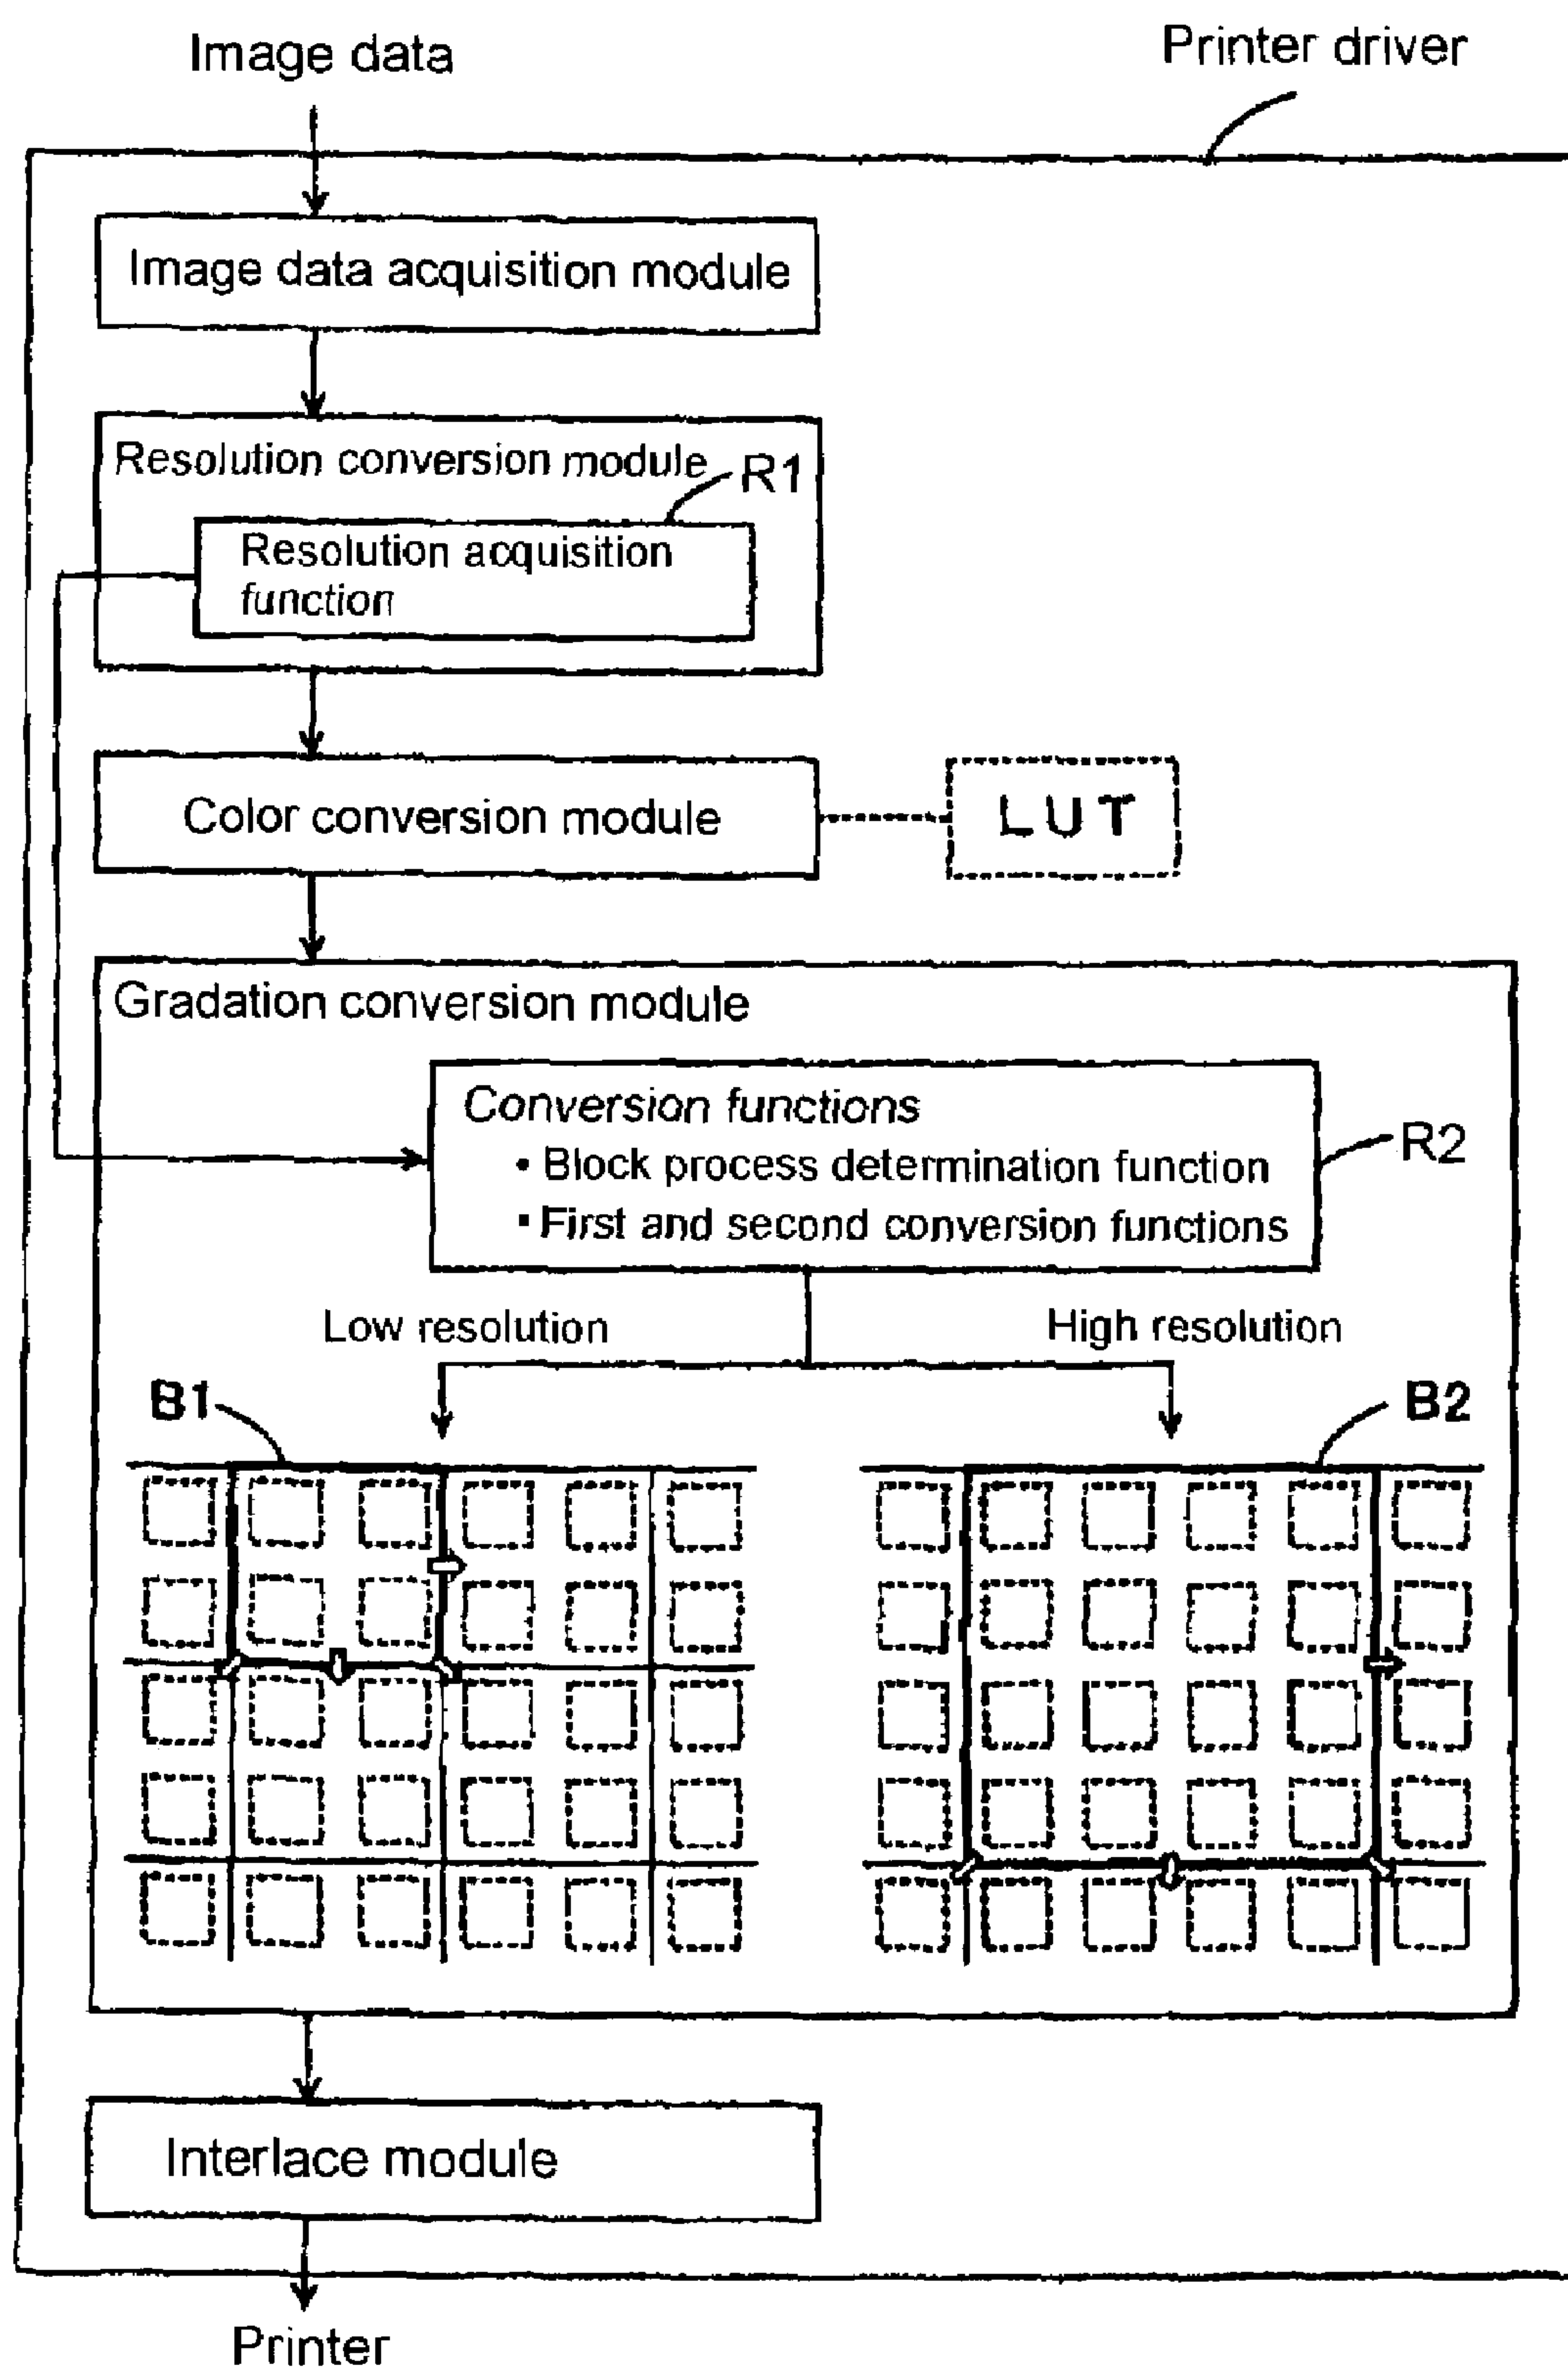 Image data
Printer driver
Image data acquisition module
Resolution conversion module
R1
Resolution acquisition
function
Color conversion module
LUT
Gradation conversion module
Conversion functions
• Block process determination function
▪ First and second conversion functions
R2
Low resolution
High resolution
B1
B2
Interlace module
Printer